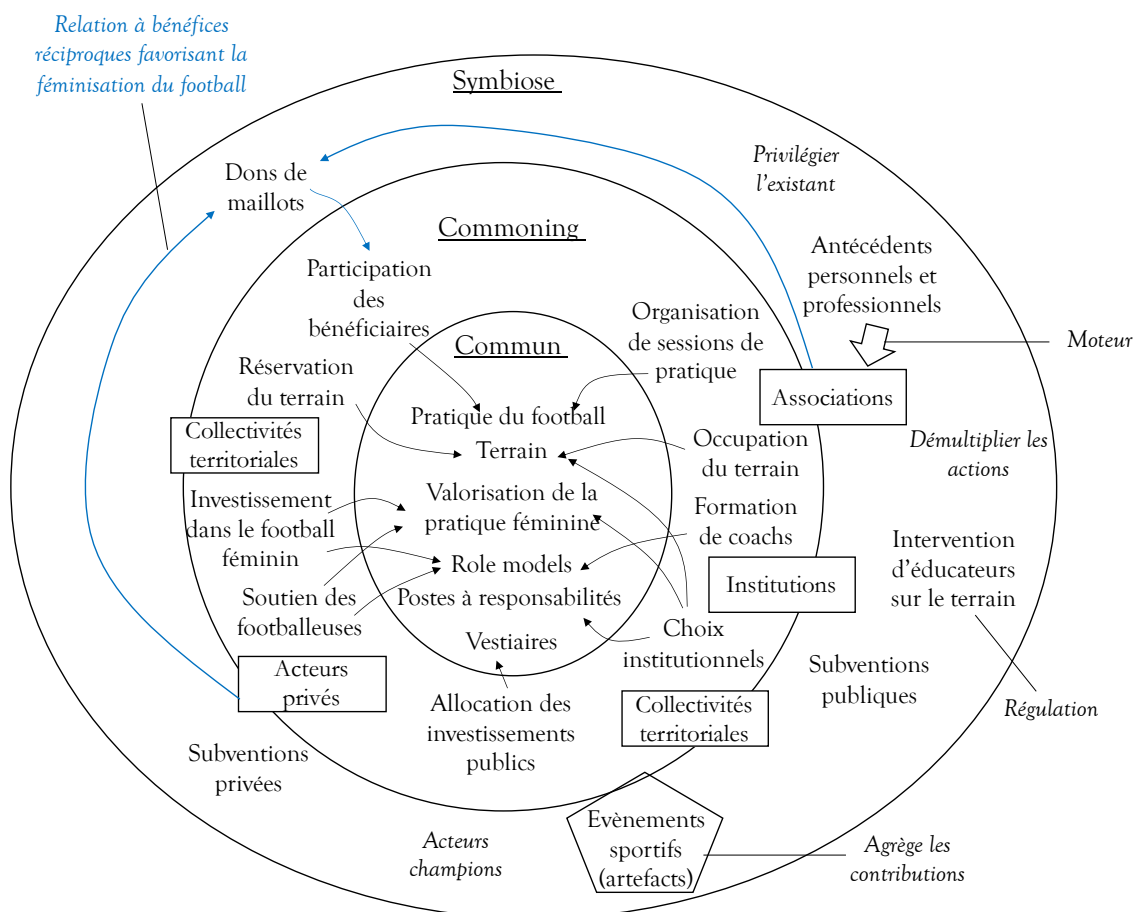 Relation à bénéfices
réciproques favorisant la
féminisation du football
Symbiose
Privilégier
l'existant
Dons de
maillots
Commoning
Antécédents
personnels et
professionnels
Participation
des
bénéficiaires
Organisation
de sessions de
pratique
Moteur
Commun
Réservation
du terrain
Associations
Pratique du football
Collectivités
territoriales
Terrain
Occupation
du terrain
Démultiplier les
actions
Investissement
dans le football
féminin
Valorisation de la
pratique féminine
Formation
de coachs
Intervention
d'éducateurs
sur le terrain
Role models
Institutions
Soutien des
footballeuses
Postes à responsabilités
Vestiaires
Choix
institutionnels
Acteurs
privés
Subventions
publiques
Allocation des
investissements
publics
Collectivités
territoriales
Régulation
Subventions
privées
Evènements
sportifs
(artefacts)
Acteurs
champions
Agrège les
contributions